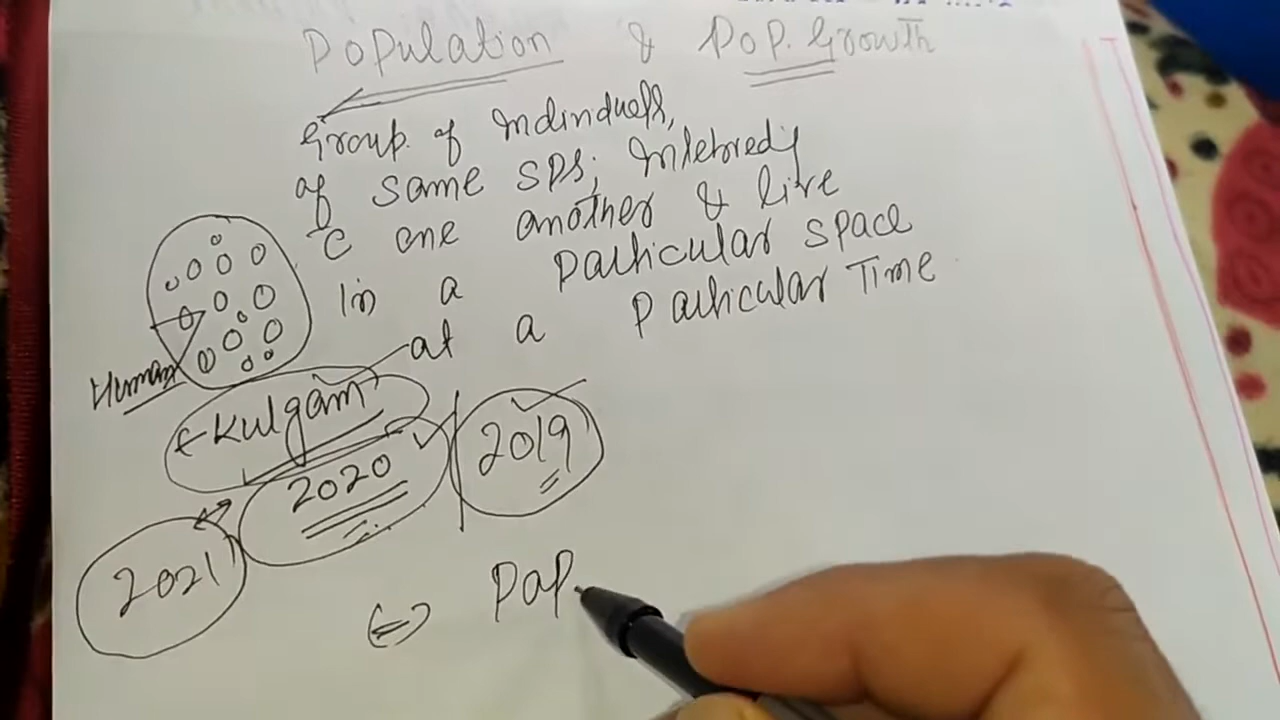 Population & Pop. Growth
Group of individuals,
of same SPS; interbreedg
c one another & live
in a particular space
at a particular Time
Human
Kulgam
2020
2019
2021
Pop